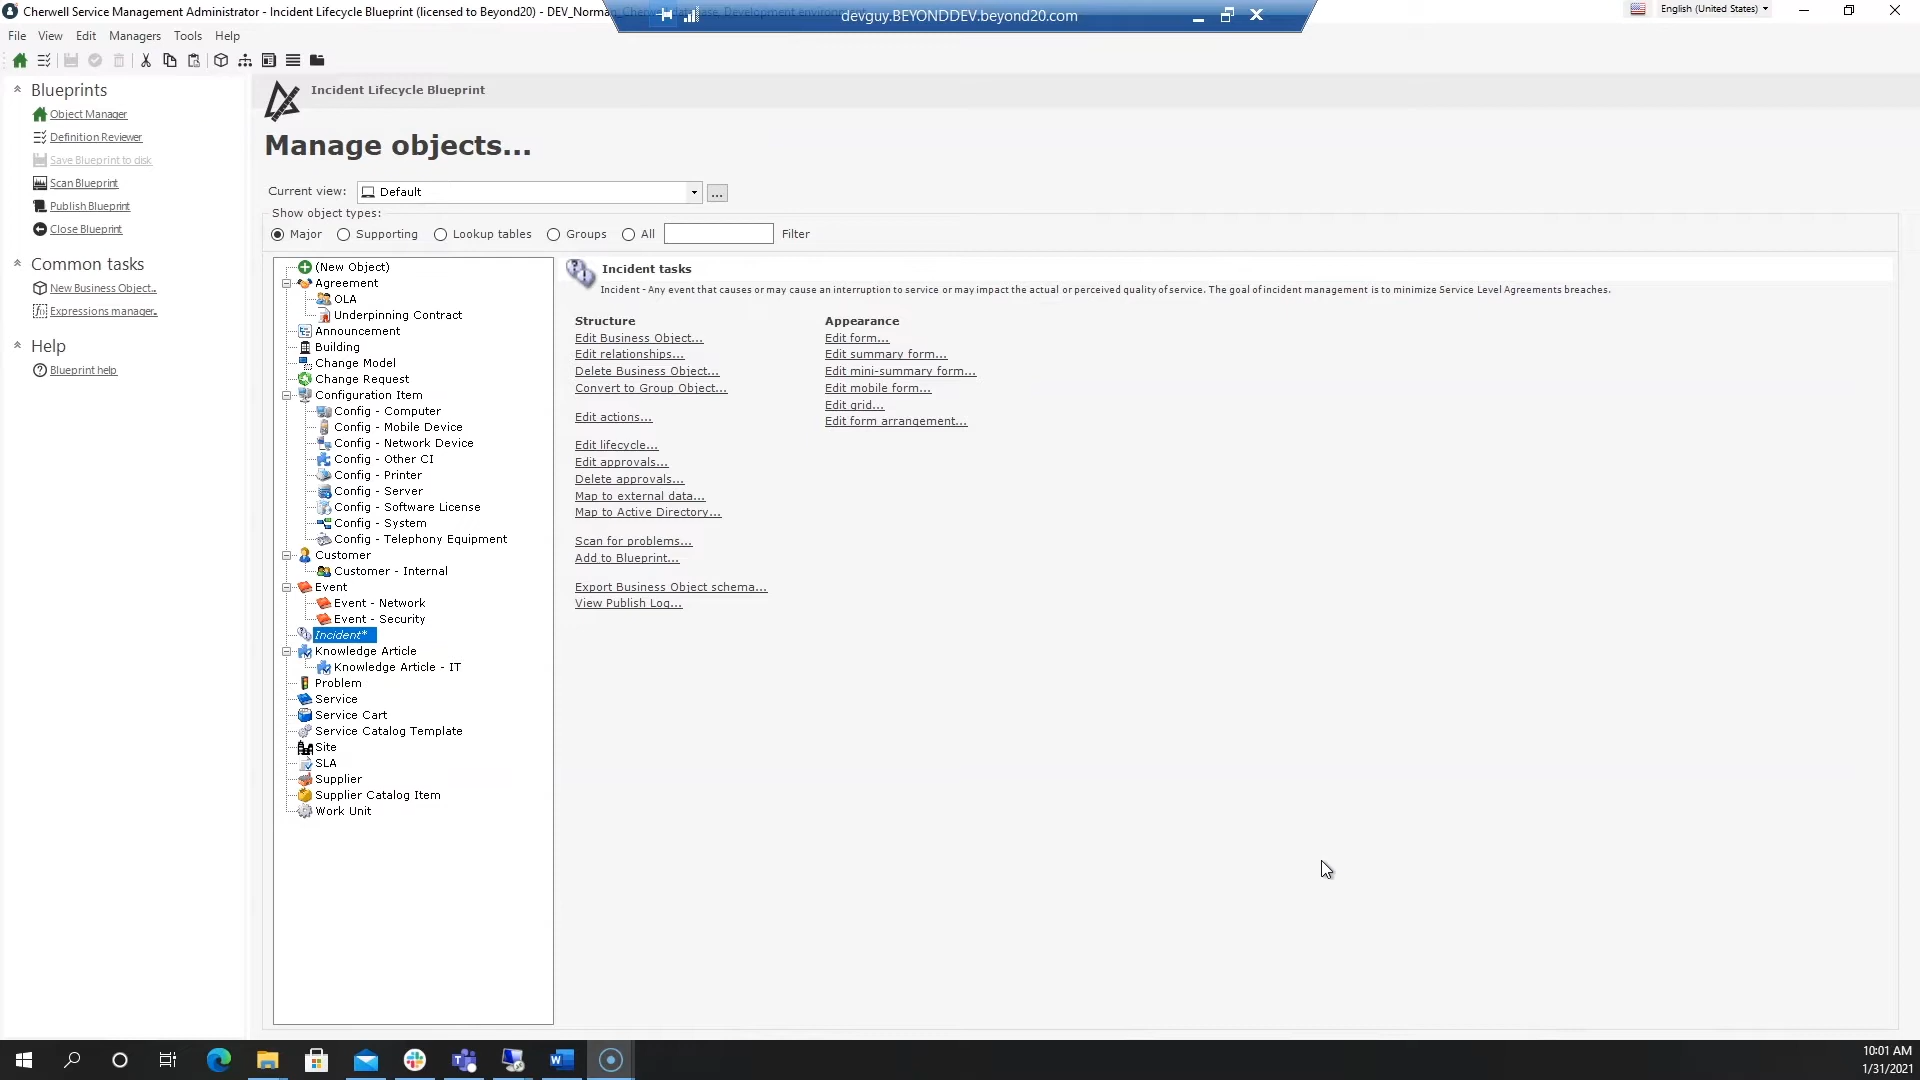 Cherwell Service Management Administrator - Incident Lifecycle Blueprint (licensed to Beyond20) - DEV_Norman
devguy.BEYONDDEV.beyond20.com
English (United States)
File View Edit Managers Tools Help
Blueprints
Object Manager
Definition Reviewer
Save Blueprint to disk
Scan Blueprint
Publish Blueprint
Close Blueprint
Common tasks
New Business Object...
Expressions manager...
Help
Blueprint help
Incident Lifecycle Blueprint
Manage objects...
Current view: Default ...
Show object types:
Major Supporting Lookup tables Groups All Filter
(New Object)
Agreement
OLA
Underpinning Contract
Announcement
Building
Change Model
Change Request
Configuration Item
Config - Computer
Config - Mobile Device
Config - Network Device
Config - Other CI
Config - Printer
Config - Server
Config - Software License
Config - System
Config - Telephony Equipment
Customer
Customer - Internal
Event
Event - Network
Event - Security
Incident*
Knowledge Article
Knowledge Article - IT
Problem
Service
Service Cart
Service Catalog Template
Site
SLA
Supplier
Supplier Catalog Item
Work Unit
Incident tasks
Incident - Any event that causes or may cause an interruption to service or may impact the actual or perceived quality of service. The goal of incident management is to minimize Service Level Agreements breaches.
Structure
Edit Business Object...
Edit relationships...
Delete Business Object...
Convert to Group Object...
Edit actions...
Edit lifecycle...
Edit approvals...
Delete approvals...
Map to external data...
Map to Active Directory...
Scan for problems...
Add to Blueprint...
Export Business Object schema...
View Publish Log...
Appearance
Edit form...
Edit summary form...
Edit mini-summary form...
Edit mobile form...
Edit grid...
Edit form arrangement...
10:01 AM
1/31/2021